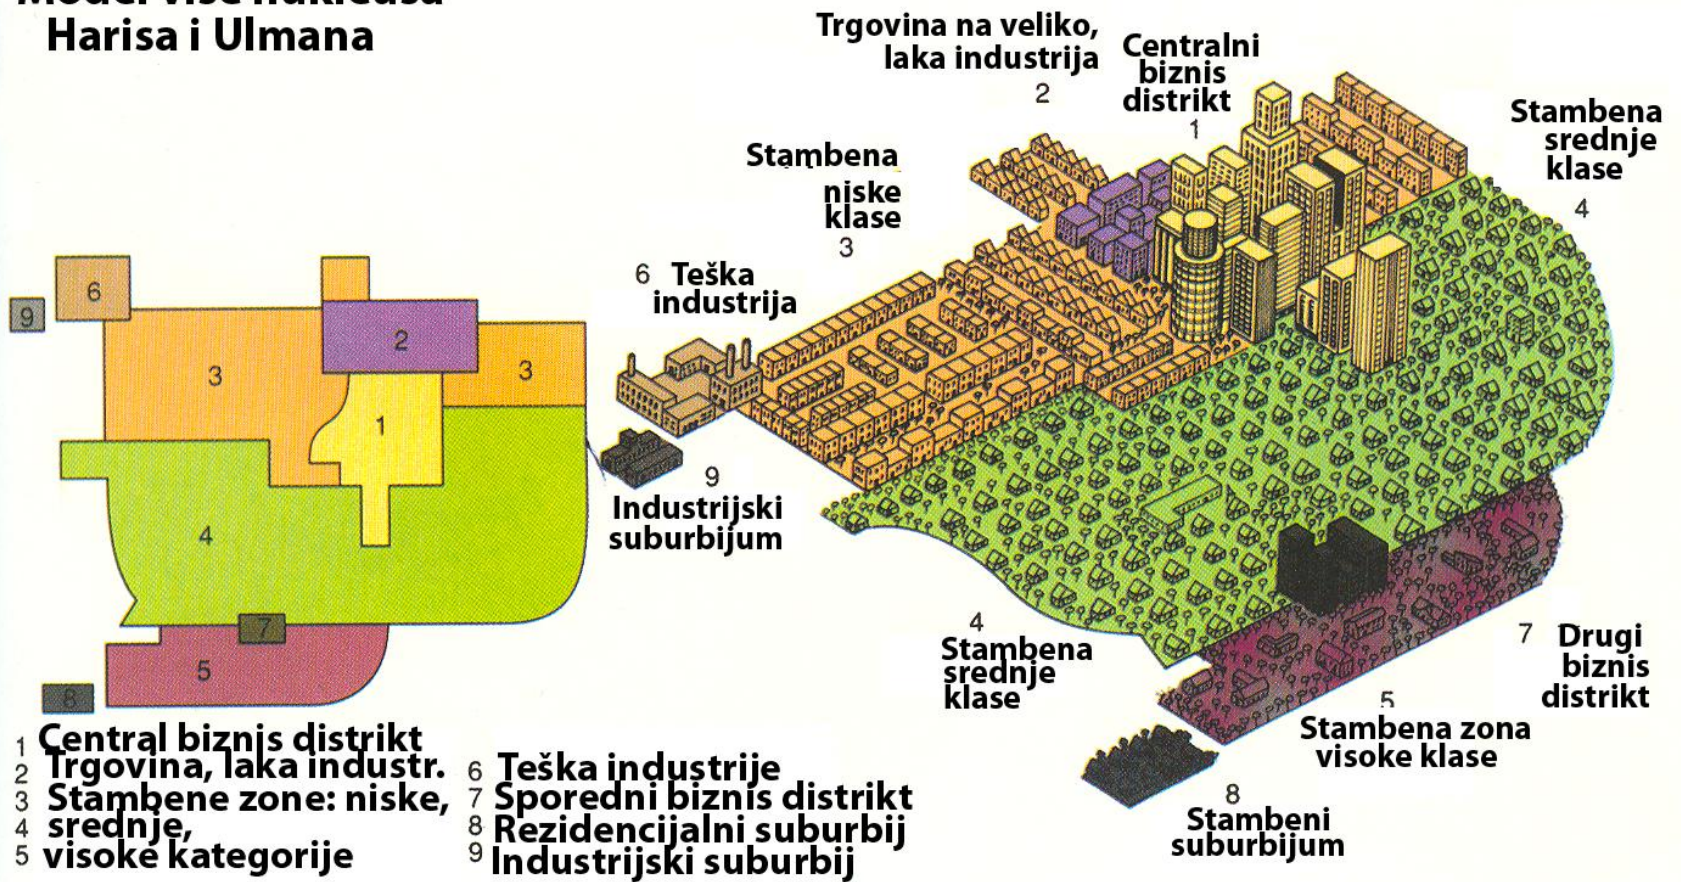 Harisa i Ulmana
Trgovina na veliko,
laka industrija
2
Centralni
biznis
distrikt
1
Stambena
srednje
klase
4
Stambena
niske
klase
3
6 Teška
industrija
9
Industrijski
suburbijum
6
9
2
3
3
1
4
7
5
8
4
Stambena
srednje
klase
7 Drugi
biznis
distrikt
5
Stambena zona
visoke klase
8
Stambeni
suburbijum
1 Central biznis distrikt
2 Trgovina, laka industr.
3 Stambene zone: niske,
4 srednje,
5 visoke kategorije
6 Teška industrije
7 Sporedni biznis distrikt
8 Rezidencijalni suburbij
9 Industrijski suburbij